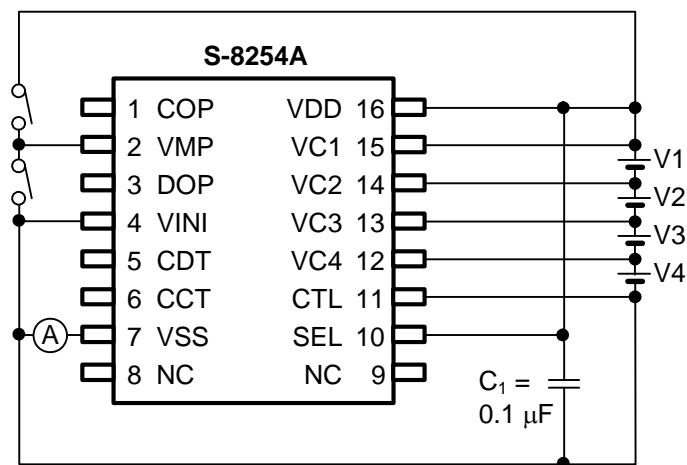 S-8254A
1 COP VDD 16
2 VMP VC1 15
V1
3 DOP VC2 14
V2
4 VINI VC3 13
V3
5 CDT VC4 12
V4
6 CCT CTL 11
A 7 VSS SEL 10
8 NC NC 9
C1 =
0.1 μF